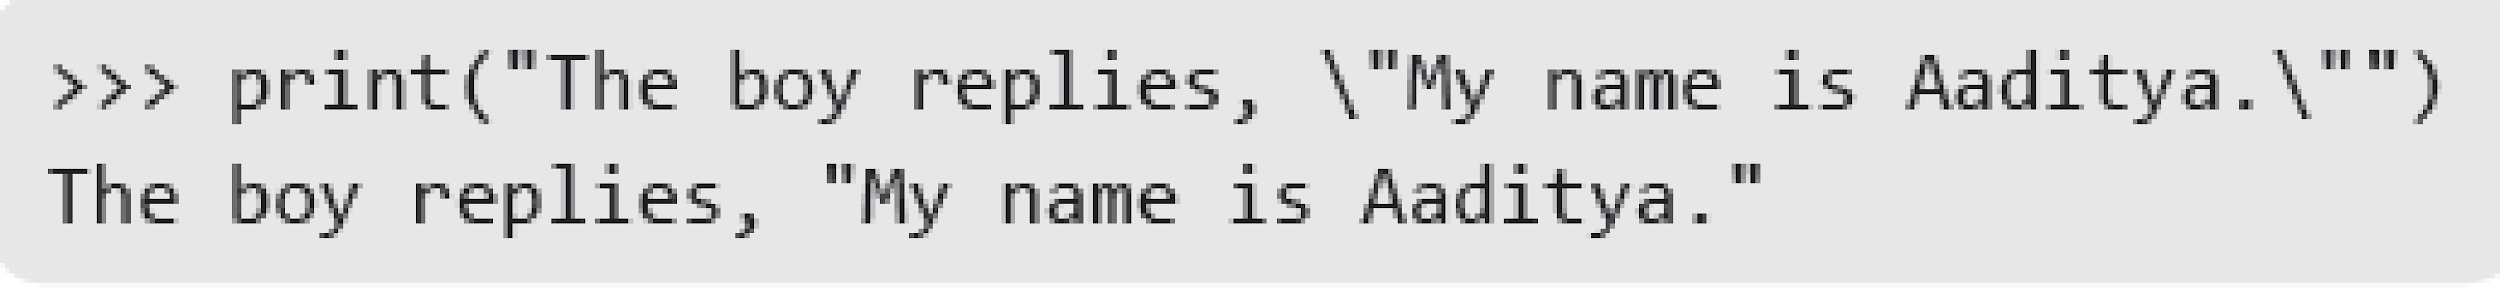 >>> print("The boy replies, \"My name is Aaditya.\"")
The boy replies, "My name is Aaditya."